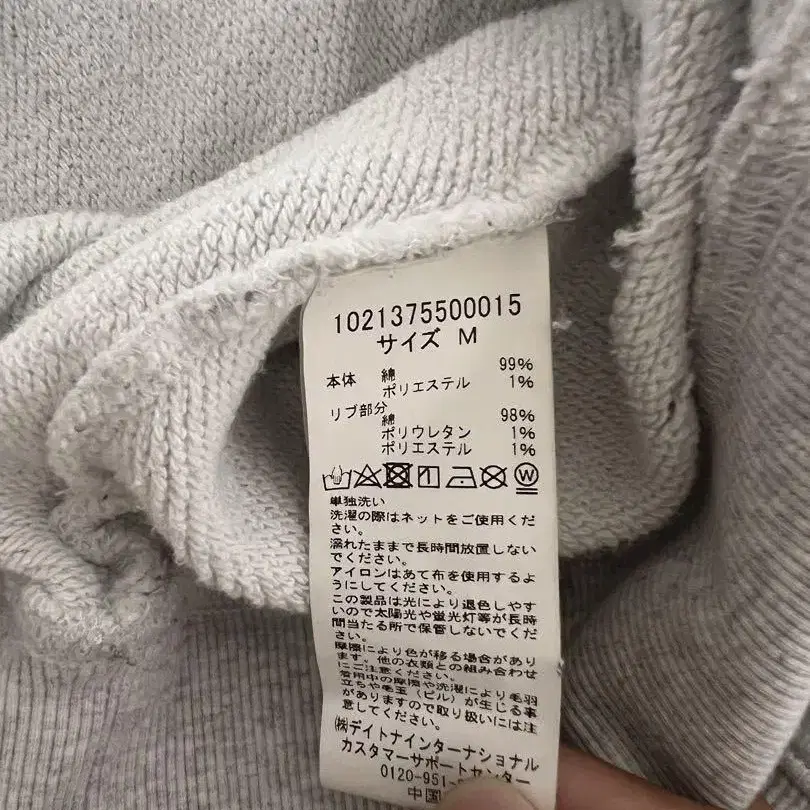 1021375500015
サイズ M
本体 綿 99%
ポリエステル 1%
リブ部分
綿 98%
ポリウレタン 1%
ポリエステル 1%
W
単独洗い
洗濯の際はネットをご使用くだ
さい。
濡れたままで長時間放置しない
でください。
アイロンはあて布を使用するよ
うにしてください。
この製品は光により退色しやす
いので太陽光や蛍光灯等が長時
間当たる所で保管しないでくだ
さい。
摩擦により色が移る場合があり
ます。他の衣類との組み合わせ
にご注意ください。
着用中の摩擦や洗濯により毛羽
立ちや毛玉（ピル）が生じる事
がありますので取り扱いには注
意してください。
㈱デイトナインターナショナル
カスタマーサポートセンター
0120-951-
中国